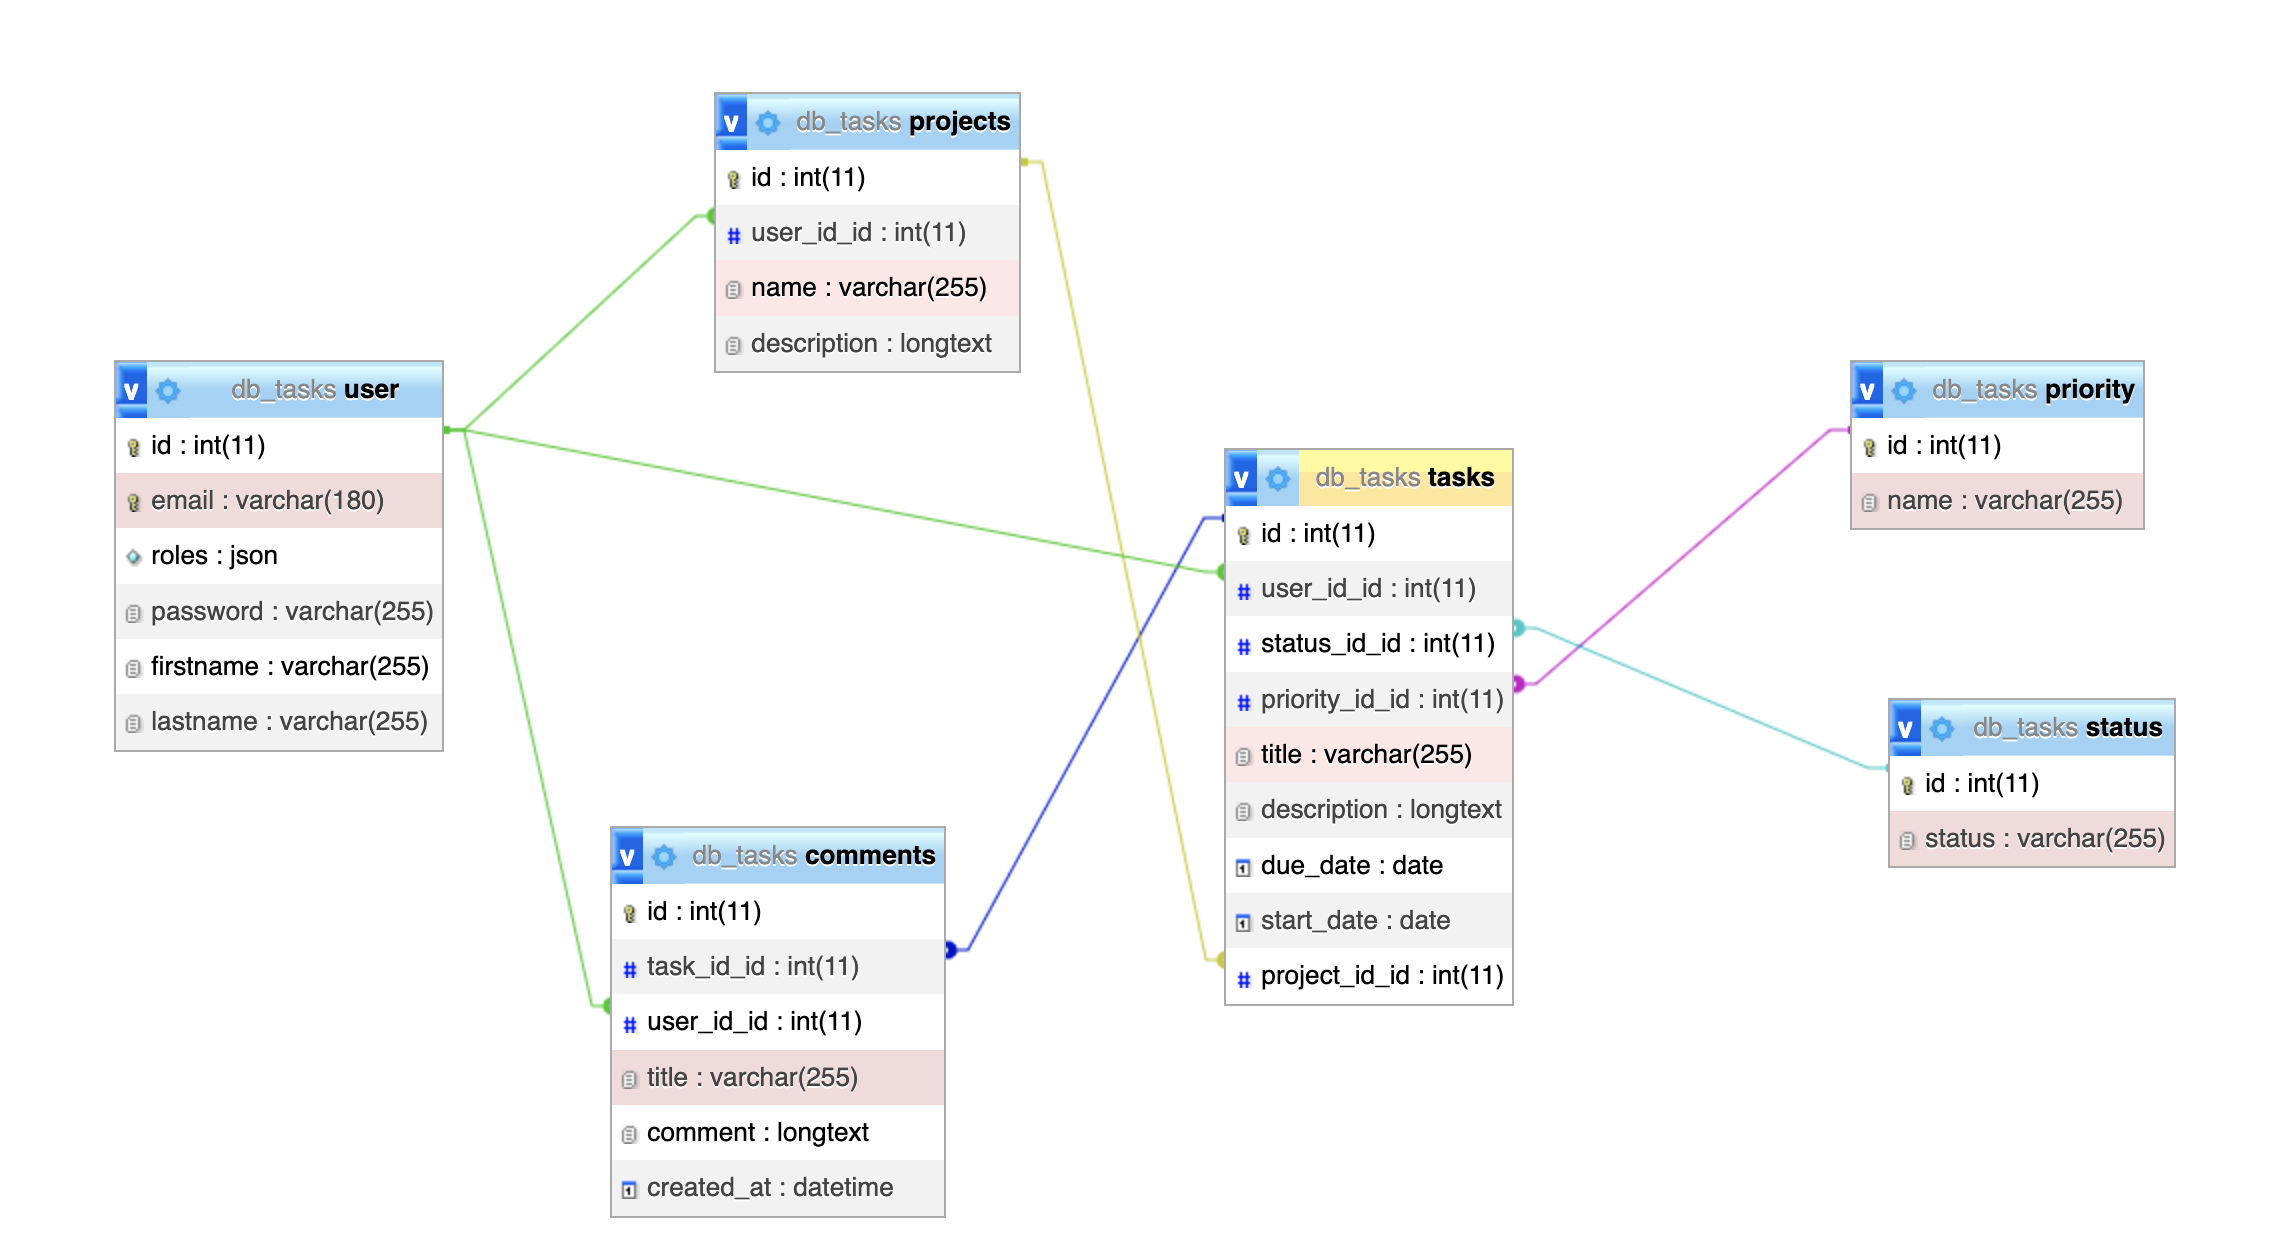 v db_tasks projects
id : int(11)
# user_id_id : int(11)
name : varchar(255)
description : longtext
v db_tasks user
id : int(11)
email : varchar(180)
roles : json
password : varchar(255)
firstname : varchar(255)
lastname : varchar(255)
v db_tasks comments
id : int(11)
# task_id_id : int(11)
# user_id_id : int(11)
title : varchar(255)
comment : longtext
created_at : datetime
v db_tasks tasks
id : int(11)
# user_id_id : int(11)
# status_id_id : int(11)
# priority_id_id : int(11)
title : varchar(255)
description : longtext
due_date : date
start_date : date
# project_id_id : int(11)
v db_tasks priority
id : int(11)
name : varchar(255)
v db_tasks status
id : int(11)
status : varchar(255)